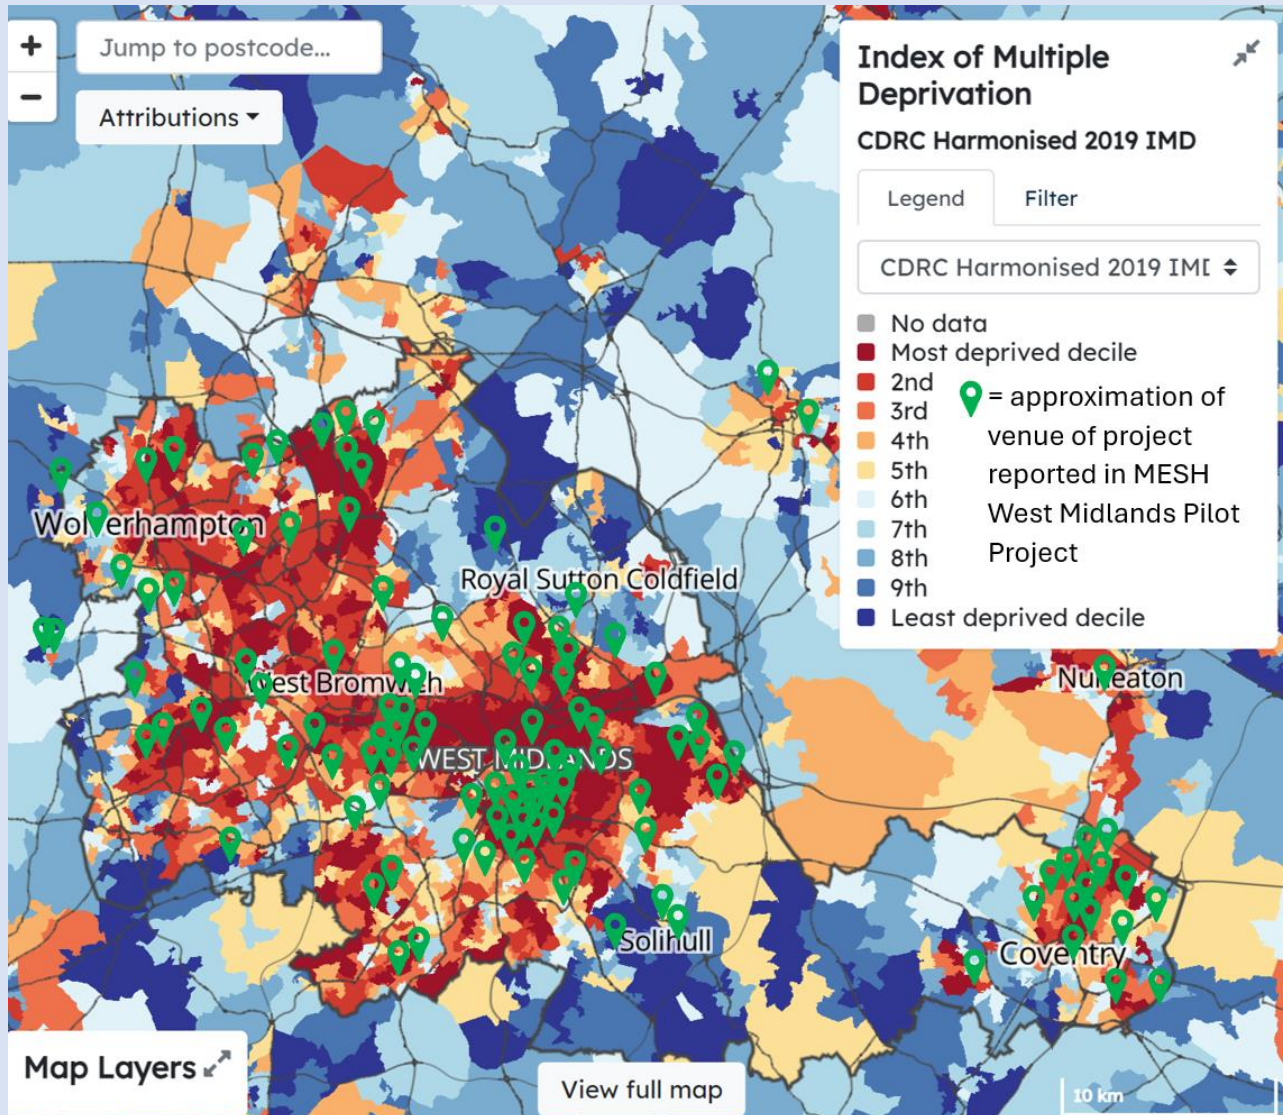 +
Jump to postcode...
−
Attributions
Index of Multiple
Deprivation
CDRC Harmonised 2019 IMD
Legend
Filter
CDRC Harmonised 2019 IMD
No data
Most deprived decile
2nd
3rd
4th
5th
6th
7th
8th
9th
Least deprived decile
= approximation of
venue of project
reported in MESH
West Midlands Pilot
Project
Wolverhampton
Royal Sutton Coldfield
West Bromwich
Nuneaton
WEST MIDLANDS
Solihull
Coventry
Map Layers
View full map
10 km